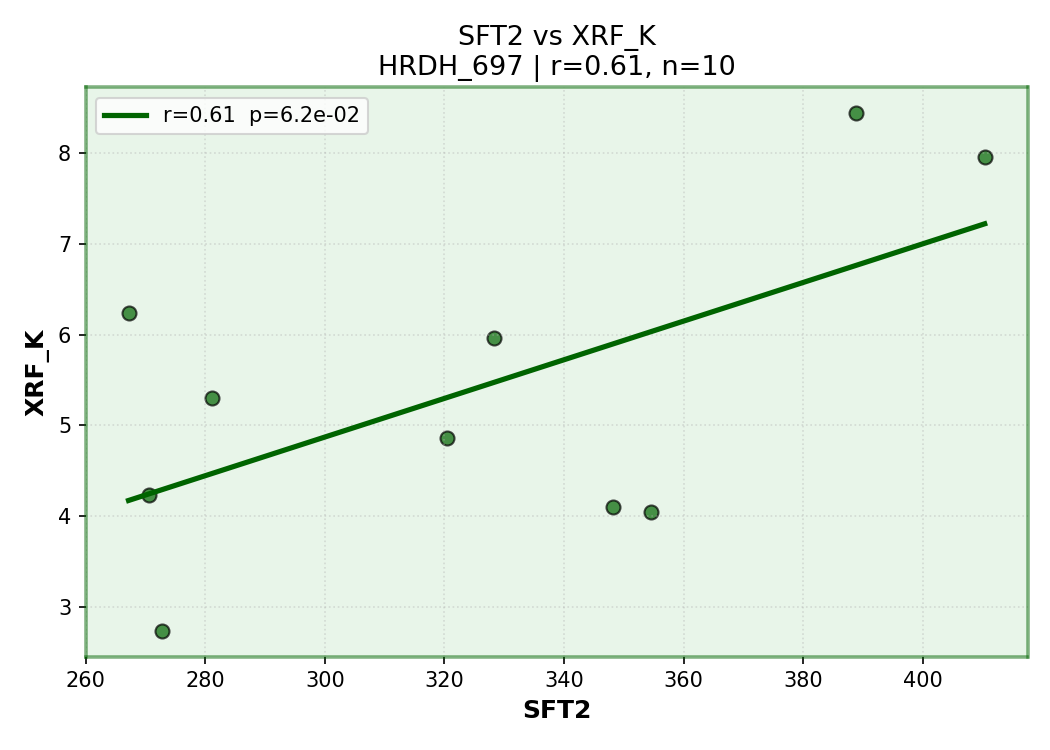 SFT2 vs XRF_K
HRDH_697 | r=0.61, n=10
r=0.61  p=6.2e-02
8
7
6
5
4
3
XRF_K
260 280 300 320 340 360 380 400
SFT2